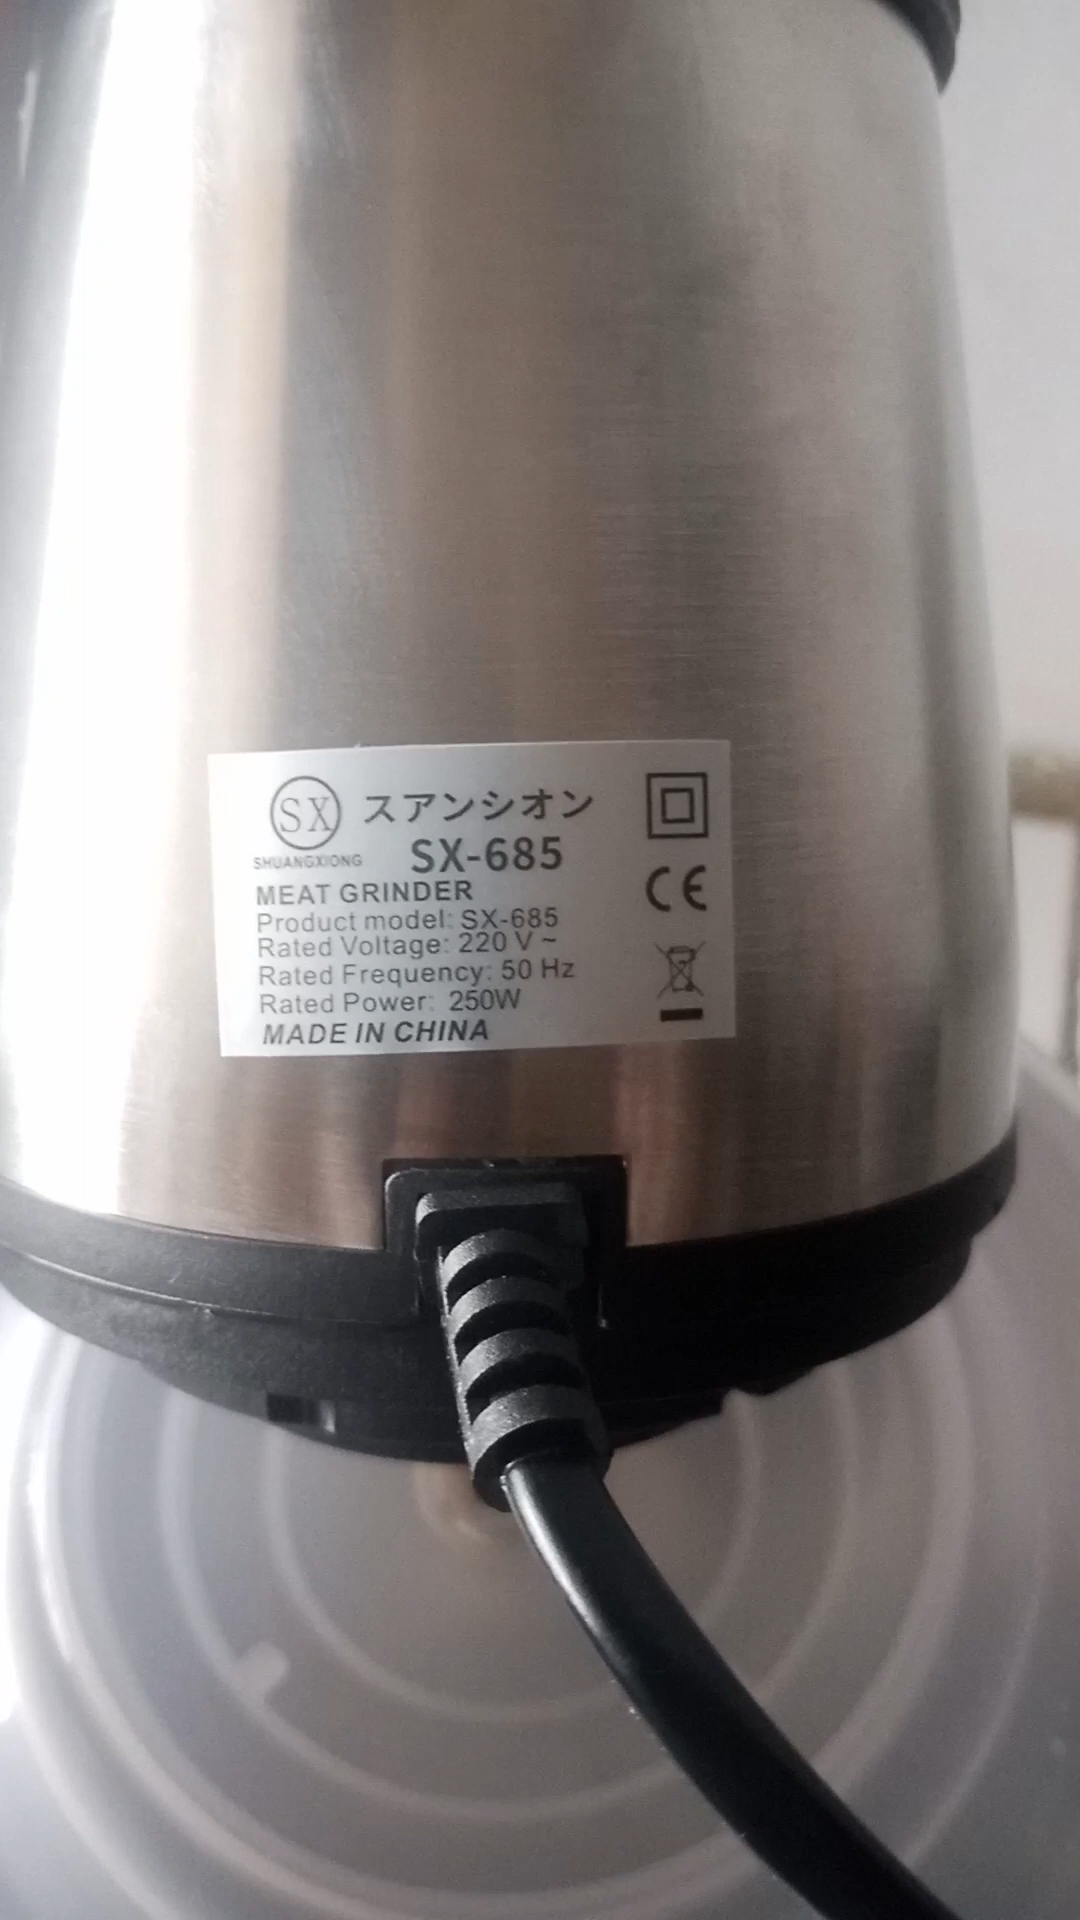 SX スアンシオン
SHUANGXIONG SX-685
MEAT GRINDER
Product model: SX-685
Rated Voltage: 220 V ~
Rated Frequency: 50 Hz
Rated Power: 250W
MADE IN CHINA
CE